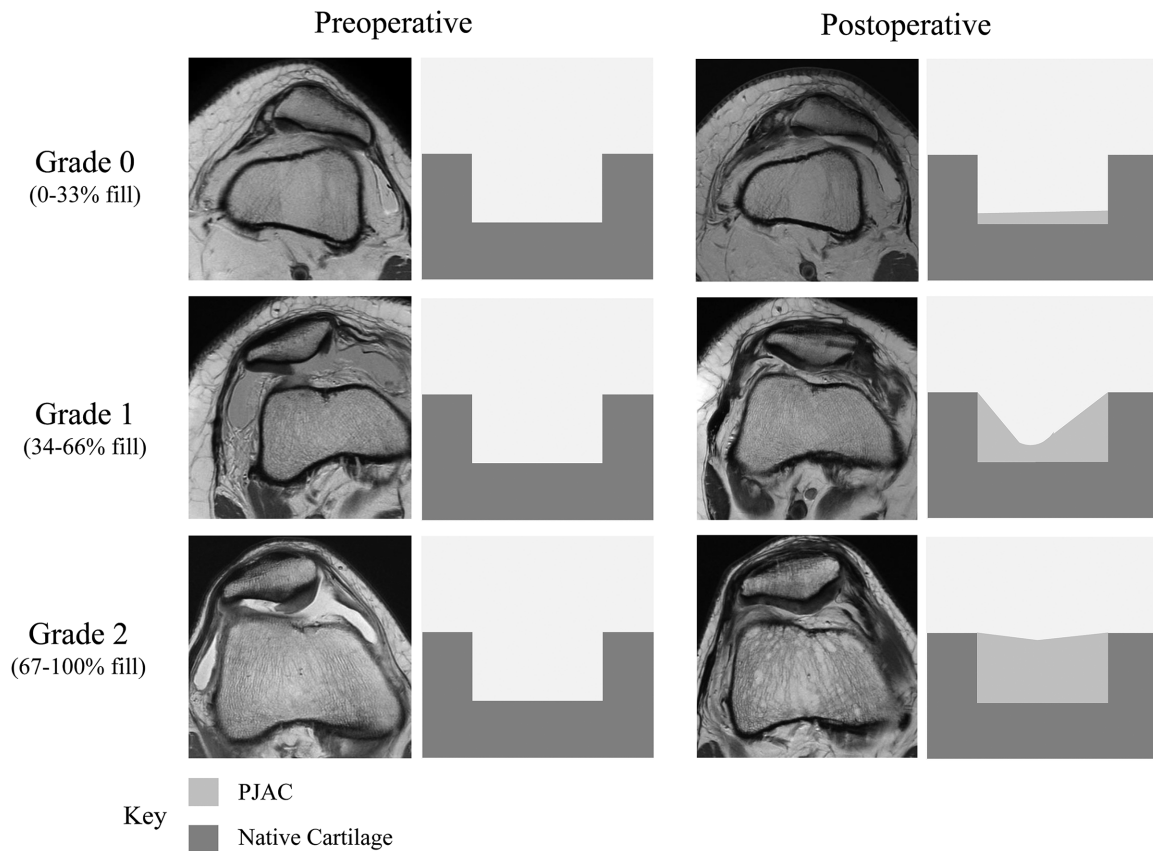 Preoperative
Postoperative
Grade 0
(0-33% fill)
Grade 1
(34-66% fill)
Grade 2
(67-100% fill)
Key
PJAC
Native Cartilage